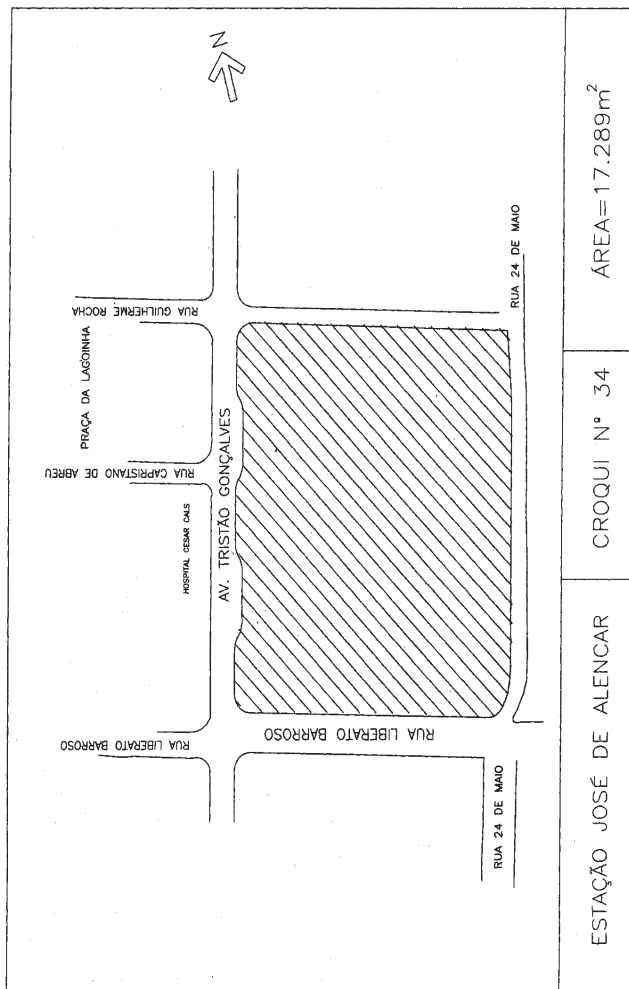 N
RUA GUILHERME ROCHA
PRAÇA DA LAGOINHA
RUA CAPRISTANO DE ABREU
HOSPITAL CESAR CALS
AV. TRISTÃO GONÇALVES
RUA LIBERATO BARROSO
RUA LIBERATO BARROSO
RUA 24 DE MAIO
RUA 24 DE MAIO
ESTAÇÃO JOSÉ DE ALENCAR
CROQUI Nº 34
ÁREA=17.289m²